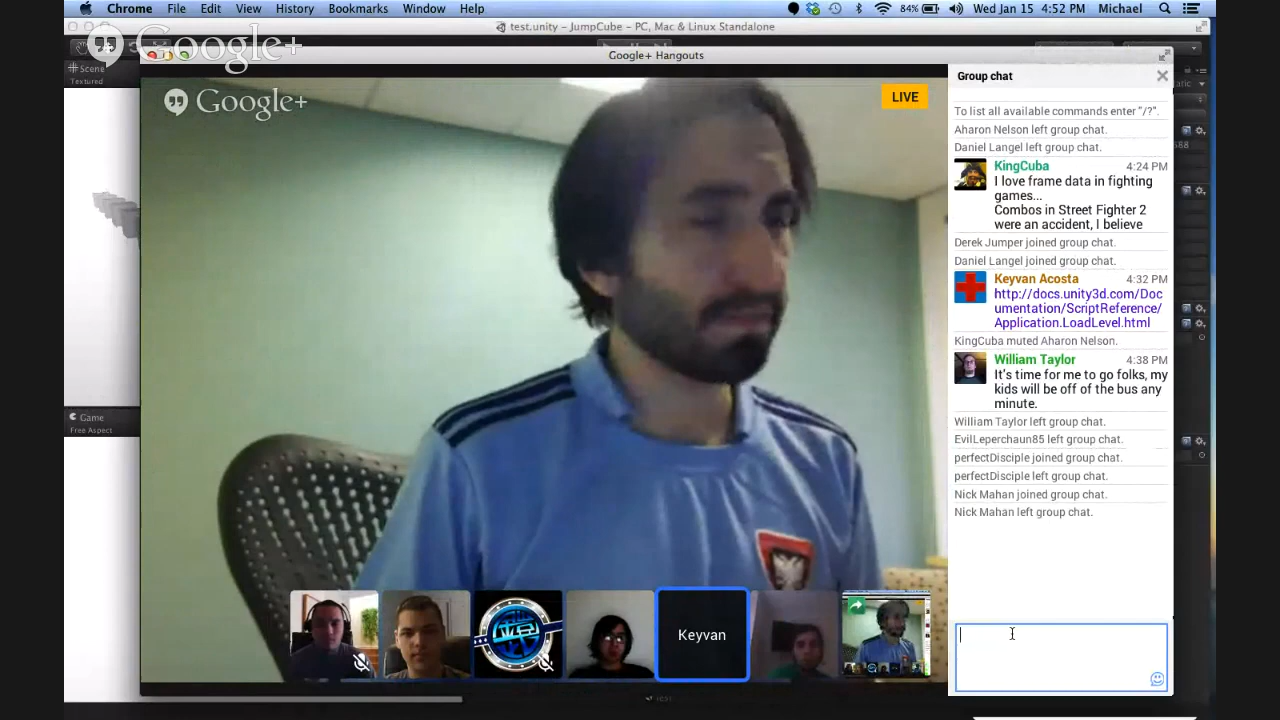 Chrome File Edit View History Bookmarks Window Help 84% Wed Jan 15 4:52 PM Michael
test.unity – JumpCube – PC, Mac & Linux Standalone
Google+
Google+ Hangouts
Scene
Textured
Google+
LIVE
Group chat
To list all available commands enter "/?".
Aharon Nelson left group chat.
Daniel Langel left group chat.
KingCuba 4:24 PM
I love frame data in fighting
games...
Combos in Street Fighter 2
were an accident, I believe
Derek Jumper joined group chat.
Daniel Langel joined group chat.
Keyvan Acosta 4:32 PM
http://docs.unity3d.com/Doc
umentation/ScriptReference/
Application.LoadLevel.html
KingCuba muted Aharon Nelson.
William Taylor 4:38 PM
It's time for me to go folks, my
kids will be off of the bus any
minute.
William Taylor left group chat.
EvilLeperchaun85 left group chat.
perfectDisciple joined group chat.
perfectDisciple left group chat.
Nick Mahan joined group chat.
Nick Mahan left group chat.
Game
Free Aspect
Keyvan